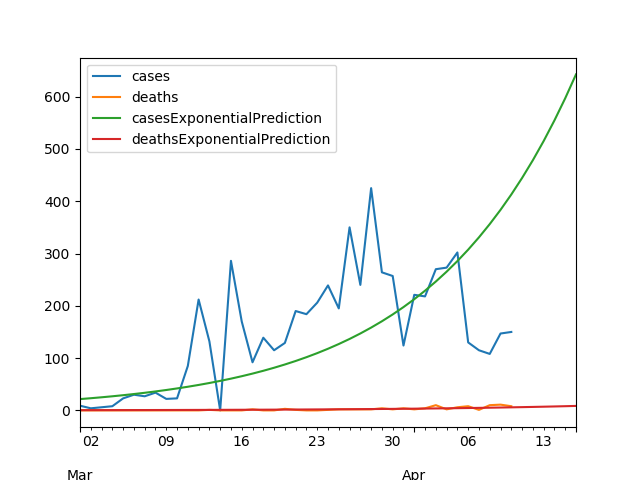 cases
deaths
casesExponentialPrediction
deathsExponentialPrediction
600
500
400
300
200
100
0
02 09 16 23 30 06 13
Mar Apr